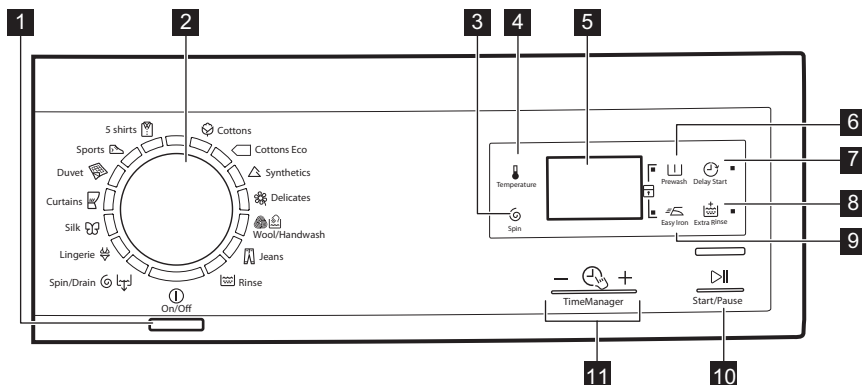 1
2
3
4
5
6
7
8
9
10
11
5 shirts
Sports
Duvet
Curtains
Silk
Lingerie
Spin/Drain
Cottons
Cottons Eco
Synthetics
Delicates
Wool/Handwash
Jeans
Rinse
On/Off
Temperature
Spin
Prewash
Delay Start
Easy Iron
Extra Rinse
TimeManager
Start/Pause